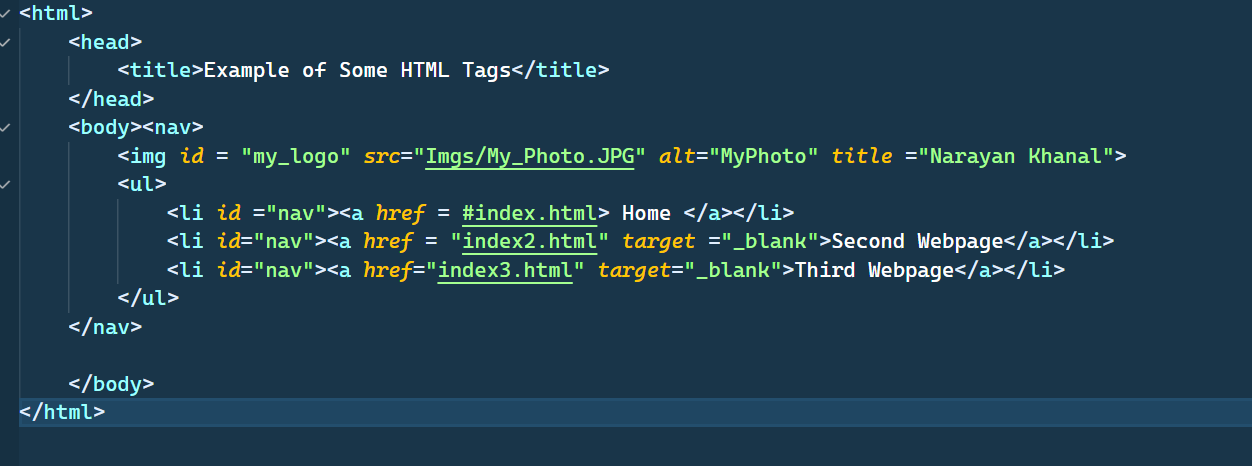 <html>
<head>
<title>Example of Some HTML Tags</title>
</head>
<body><nav>
<img id = "my_logo" src="Imgs/My_Photo.JPG" alt="MyPhoto" title ="Narayan Khanal">
<ul>
<li id ="nav"><a href = #index.html> Home </a></li>
<li id="nav"><a href = "index2.html" target ="_blank">Second Webpage</a></li>
<li id="nav"><a href="index3.html" target="_blank">Third Webpage</a></li>
</ul>
</nav>
</body>
</html>